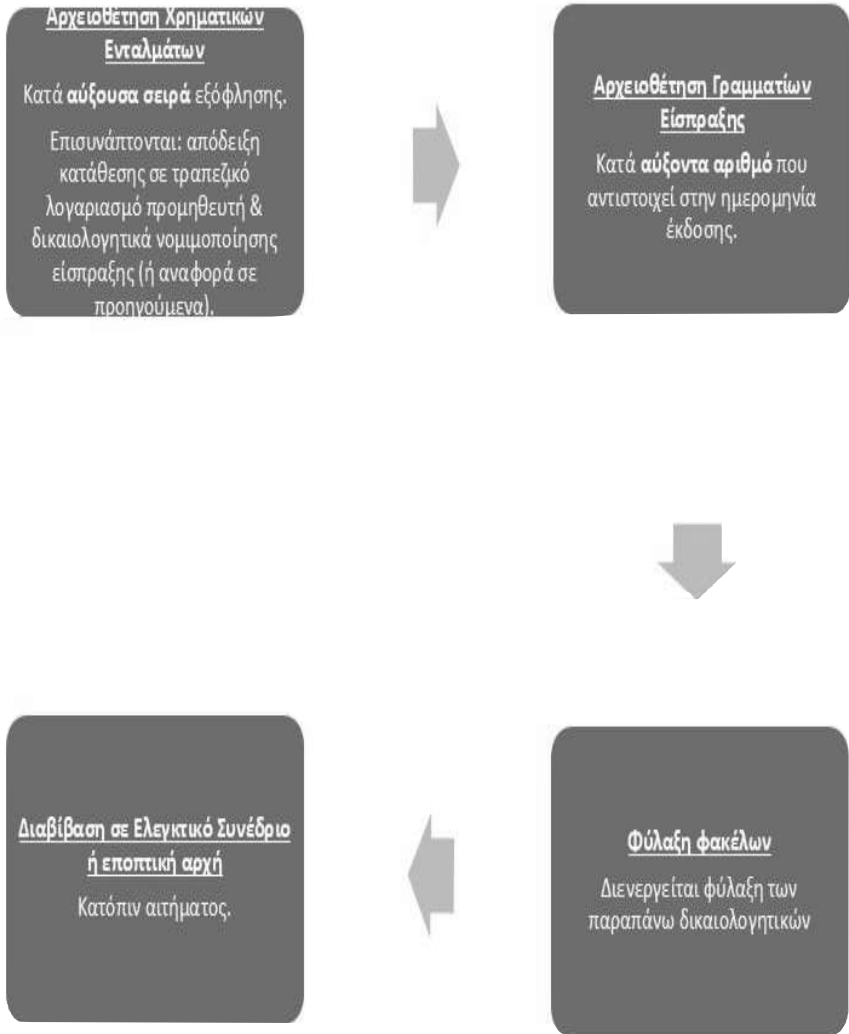 Αρχειοθέτηση Χρηματικών
Ενταλμάτων
Κατά αύξουσα σειρά εξόφλησης.
Επισυνάπτονται: απόδειξη
κατάθεσης σε τραπεζικό
λογαριασμό προμηθευτή &
δικαιολογητικά νομιμοποίησης
είσπραξης (ή αναφορά σε
προηγούμενα).
Αρχειοθέτηση Γραμματίων
Είσπραξης
Κατά αύξοντα αριθμό που
αντιστοιχεί στην ημερομηνία
έκδοσης.
Φύλαξη φακέλων
Διενεργείται φύλαξη των
παραπάνω δικαιολογητικών
Διαβίβαση σε Ελεγκτικό Συνέδριο
ή εποπτική αρχή
Κατόπιν αιτήματος.